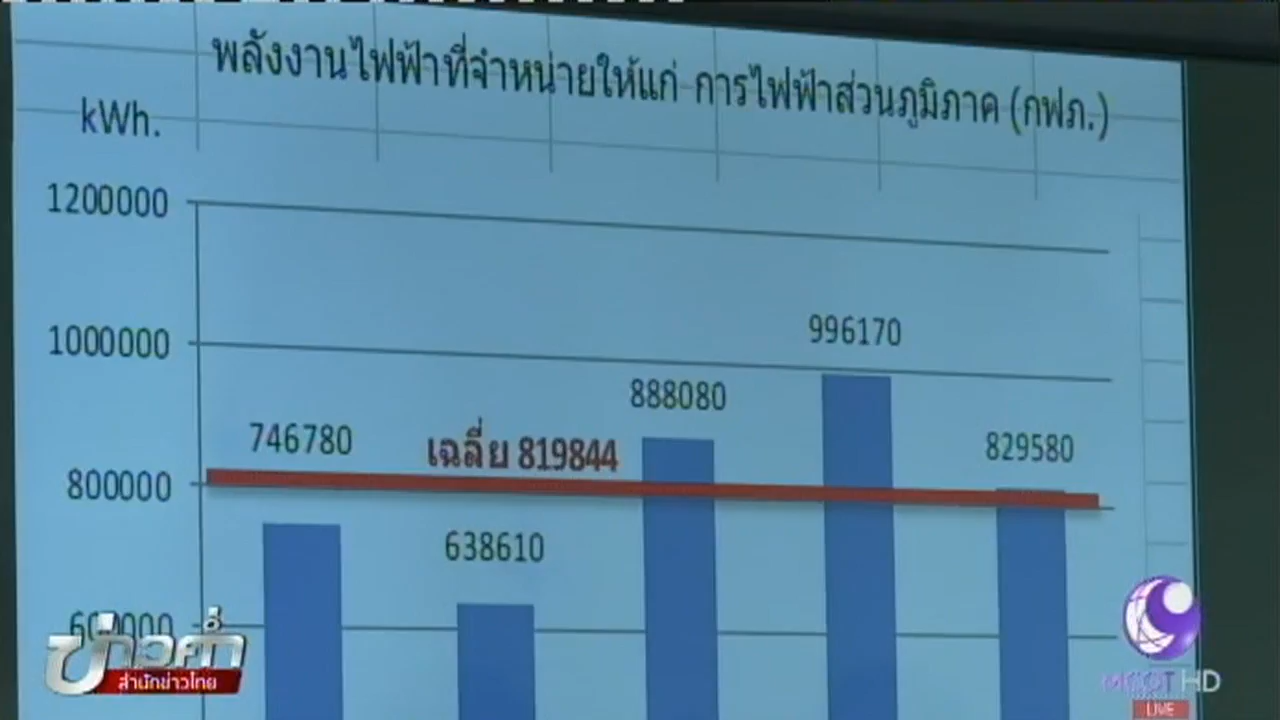 พลังงานไฟฟ้าที่จำหน่ายให้แก่ การไฟฟ้าส่วนภูมิภาค (กฟภ.)
kWh.
1200000
1000000
996170
888080
746780
เฉลี่ย 819844
829580
800000
638610
600000
ข่าวค่ำ
สำนักข่าวไทย
MCOT HD
LIVE